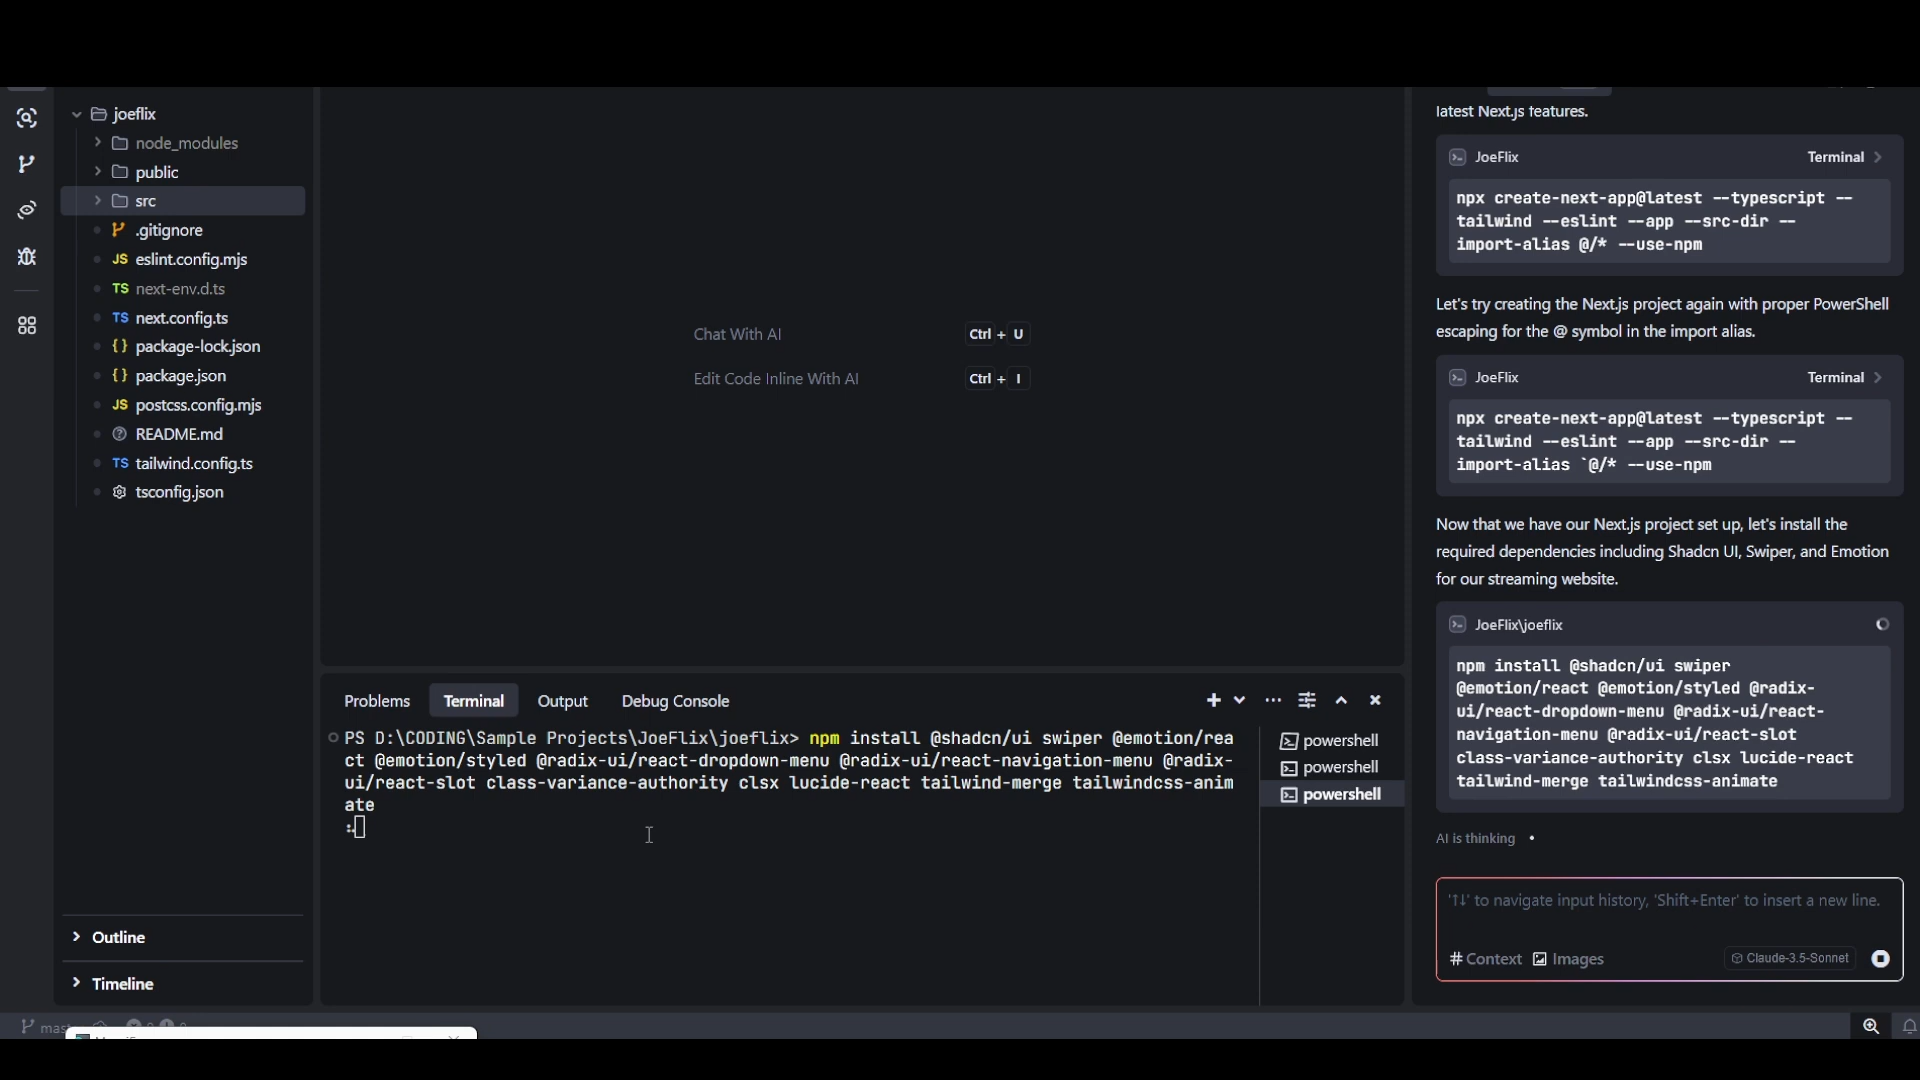 joeflix
node_modules
public
src
.gitignore
JS eslint.config.mjs
TS next-env.d.ts
TS next.config.ts
{} package-lock.json
{} package.json
JS postcss.config.mjs
README.md
TS tailwind.config.ts
tsconfig.json
Outline
Timeline
Chat With AI Ctrl + U
Edit Code Inline With AI Ctrl + I
Problems Terminal Output Debug Console
PS D:\CODING\Sample Projects\JoeFlix\joeflix> npm install @shadcn/ui swiper @emotion/rea
ct @emotion/styled @radix-ui/react-dropdown-menu @radix-ui/react-navigation-menu @radix-
ui/react-slot class-variance-authority clsx lucide-react tailwind-merge tailwindcss-anim
ate
powershell
powershell
powershell
latest Next.js features.
JoeFlix Terminal
npx create-next-app@latest --typescript --
tailwind --eslint --app --src-dir --
import-alias @/* --use-npm
Let's try creating the Next.js project again with proper PowerShell
escaping for the @ symbol in the import alias.
JoeFlix Terminal
npx create-next-app@latest --typescript --
tailwind --eslint --app --src-dir --
import-alias `@/* --use-npm
Now that we have our Next.js project set up, let's install the
required dependencies including Shadcn UI, Swiper, and Emotion
for our streaming website.
JoeFlix\joeflix
npm install @shadcn/ui swiper
@emotion/react @emotion/styled @radix-
ui/react-dropdown-menu @radix-ui/react-
navigation-menu @radix-ui/react-slot
class-variance-authority clsx lucide-react
tailwind-merge tailwindcss-animate
AI is thinking
'↑↓' to navigate input history, 'Shift+Enter' to insert a new line.
# Context Images Claude-3.5-Sonnet